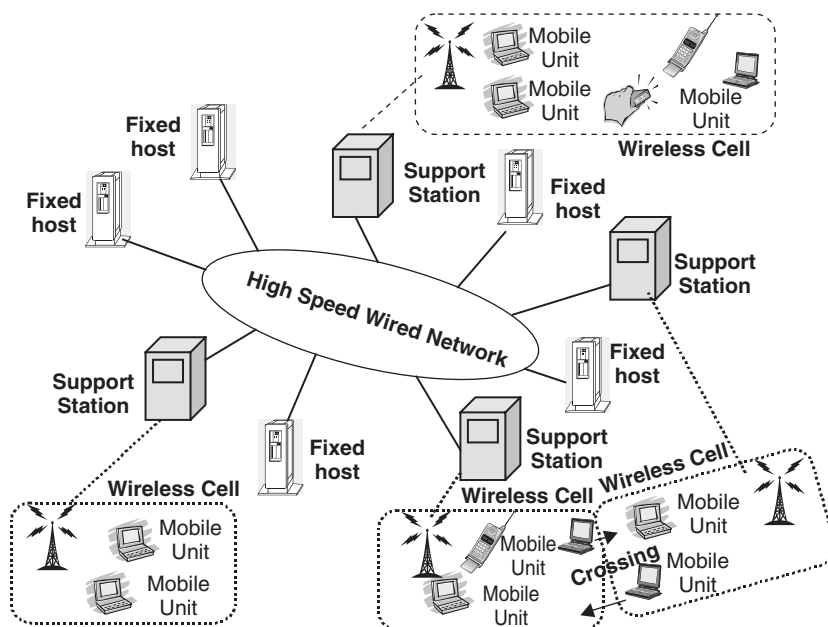 Mobile
Unit
Mobile
Unit
Mobile
Unit
Wireless Cell
Fixed
host
Support
Station
Fixed
host
Fixed
host
Support
Station
High Speed Wired Network
Fixed
host
Support
Station
Fixed
host
Support
Station
Wireless Cell
Mobile
Unit
Mobile
Unit
Wireless Cell
Mobile
Unit
Mobile
Unit
Wireless Cell
Mobile
Unit
Crossing
Mobile
Unit